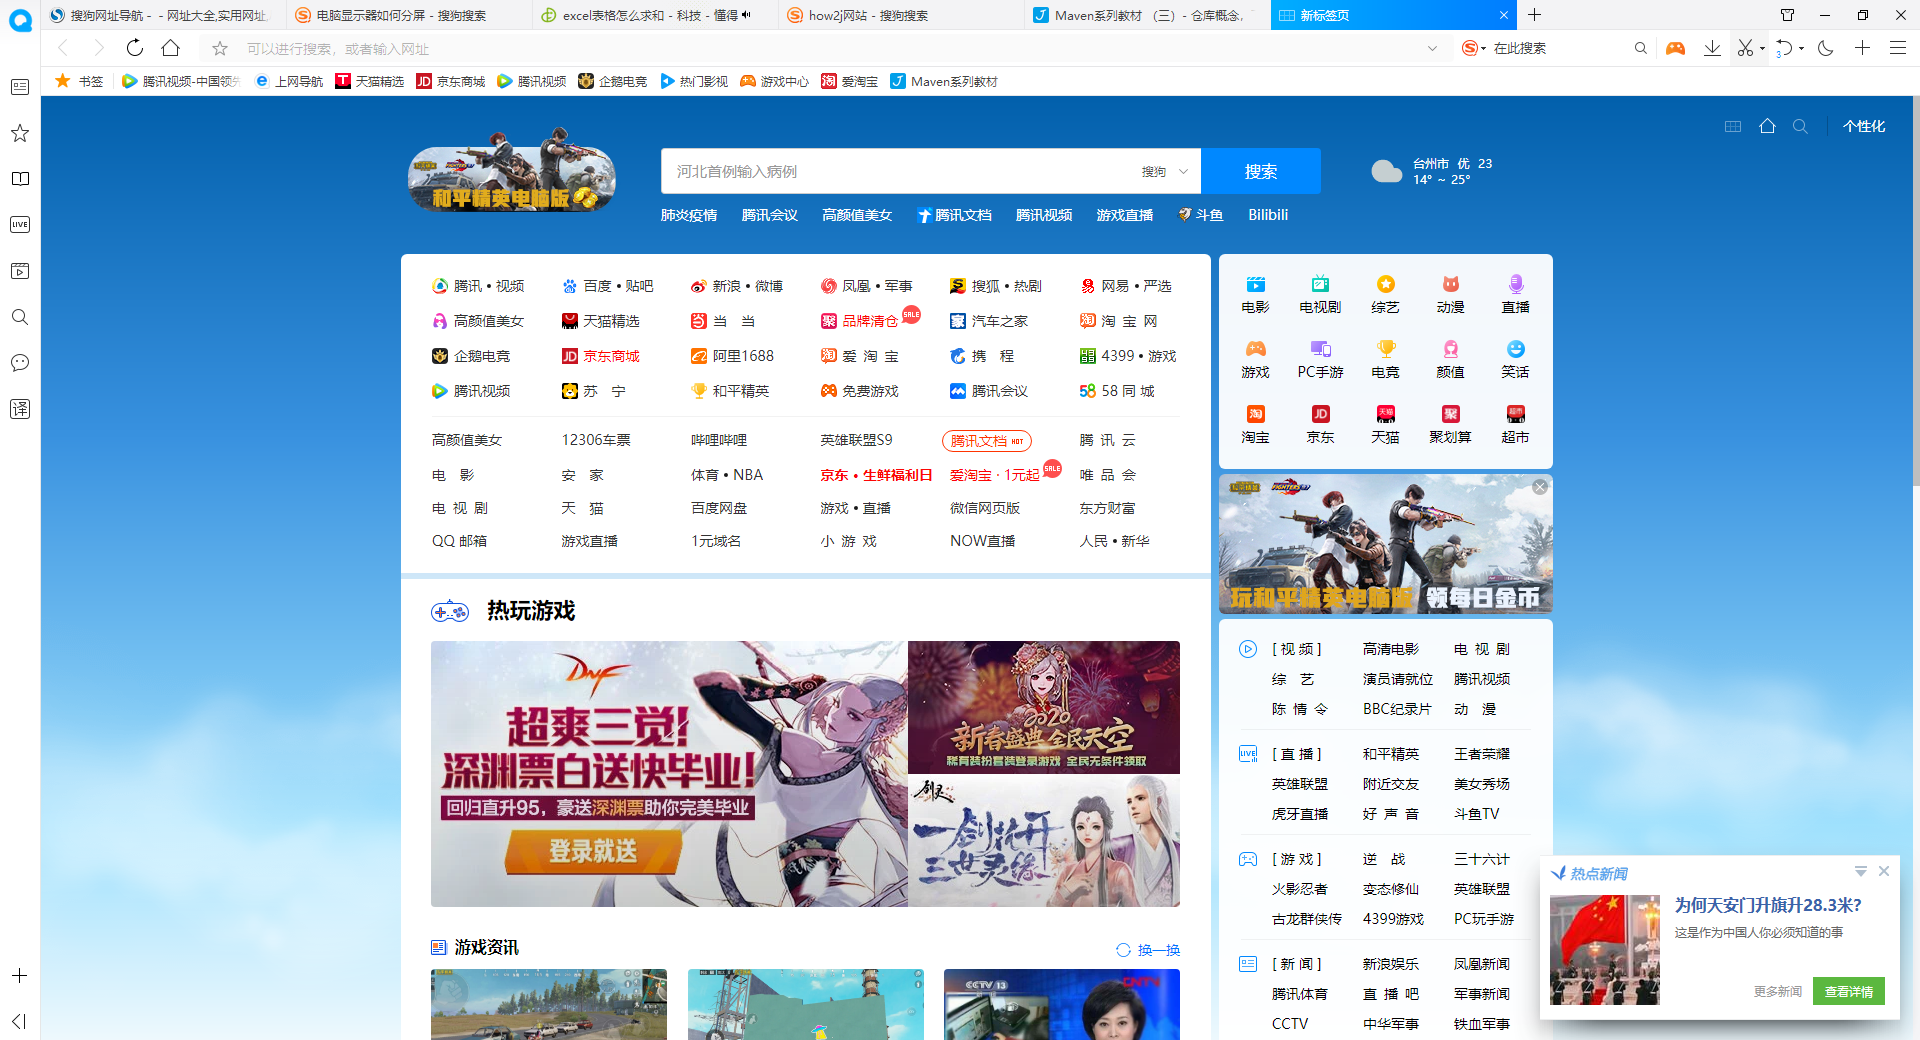 搜狗网址导航 - - 网址大全,实用网址,
电脑显示器如何分屏 - 搜狗搜索
excel表格怎么求和 - 科技 - 懂得
how2j网站 - 搜狗搜索
Maven系列教材 （三）- 仓库概念,
新标签页
可以进行搜索，或者输入网址
在此搜索
3
书签
腾讯视频-中国领先
上网导航
天猫精选
京东商城
腾讯视频
企鹅电竞
热门影视
游戏中心
爱淘宝
Maven系列教材
LIVE
译
个性化
和平精英电脑版
河北首例输入病例
搜狗
搜索
台州市 优 23
14° ~ 25°
肺炎疫情 腾讯会议 高颜值美女 腾讯文档 腾讯视频 游戏直播 斗鱼 Bilibili
腾讯 • 视频 百度 • 贴吧 新浪 • 微博 凤凰 • 军事 搜狐 • 热剧 网易 • 严选
高颜值美女 天猫精选 当 当 品牌清仓 SALE 汽车之家 淘 宝 网
企鹅电竞 京东商城 阿里1688 爱 淘 宝 携 程 4399 • 游戏
腾讯视频 苏 宁 和平精英 免费游戏 腾讯会议 58 同 城
高颜值美女 12306车票 哔哩哔哩 英雄联盟S9 腾讯文档 HOT 腾 讯 云
电 影 安 家 体育 • NBA 京东 • 生鲜福利日 爱淘宝 · 1元起 SALE 唯 品 会
电 视 剧 天 猫 百度网盘 游戏 • 直播 微信网页版 东方财富
QQ 邮箱 游戏直播 1元域名 小 游 戏 NOW直播 人民 • 新华
电影 电视剧 综艺 动漫 直播
游戏 PC手游 电竞 颜值 笑话
淘宝 京东 天猫 聚划算 超市
玩和平精英电脑版 领每日金币
热玩游戏
DNF
超爽三觉!
深渊票白送快毕业!
回归直升95，豪送深渊票助你完美毕业
登录就送
2020
新春盛典 全民天空
稀有装扮套装登录游戏 全民无条件领取
剑灵
一剑花开
三世灵缘
游戏资讯
换一换
CCTV 13
[ 视 频 ] 高清电影 电 视 剧
综 艺 演员请就位 腾讯视频
陈 情 令 BBC纪录片 动 漫
[ 直 播 ] 和平精英 王者荣耀
英雄联盟 附近交友 美女秀场
虎牙直播 好 声 音 斗鱼TV
[ 游 戏 ] 逆 战 三十六计
火影忍者 变态修仙 英雄联盟
古龙群侠传 4399游戏 PC玩手游
[ 新 闻 ] 新浪娱乐 凤凰新闻
腾讯体育 直 播 吧 军事新闻
CCTV 中华军事 铁血军事
热点新闻
为何天安门升旗升28.3米?
这是作为中国人你必须知道的事
更多新闻
查看详情